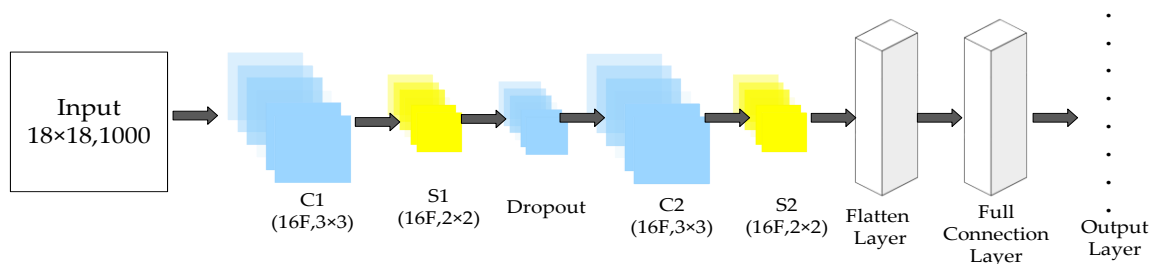 Input
18×18,1000
C1
(16F,3×3)
S1
(16F,2×2)
Dropout
C2
(16F,3×3)
S2
(16F,2×2)
Flatten
Layer
Full
Connection
Layer
Output
Layer